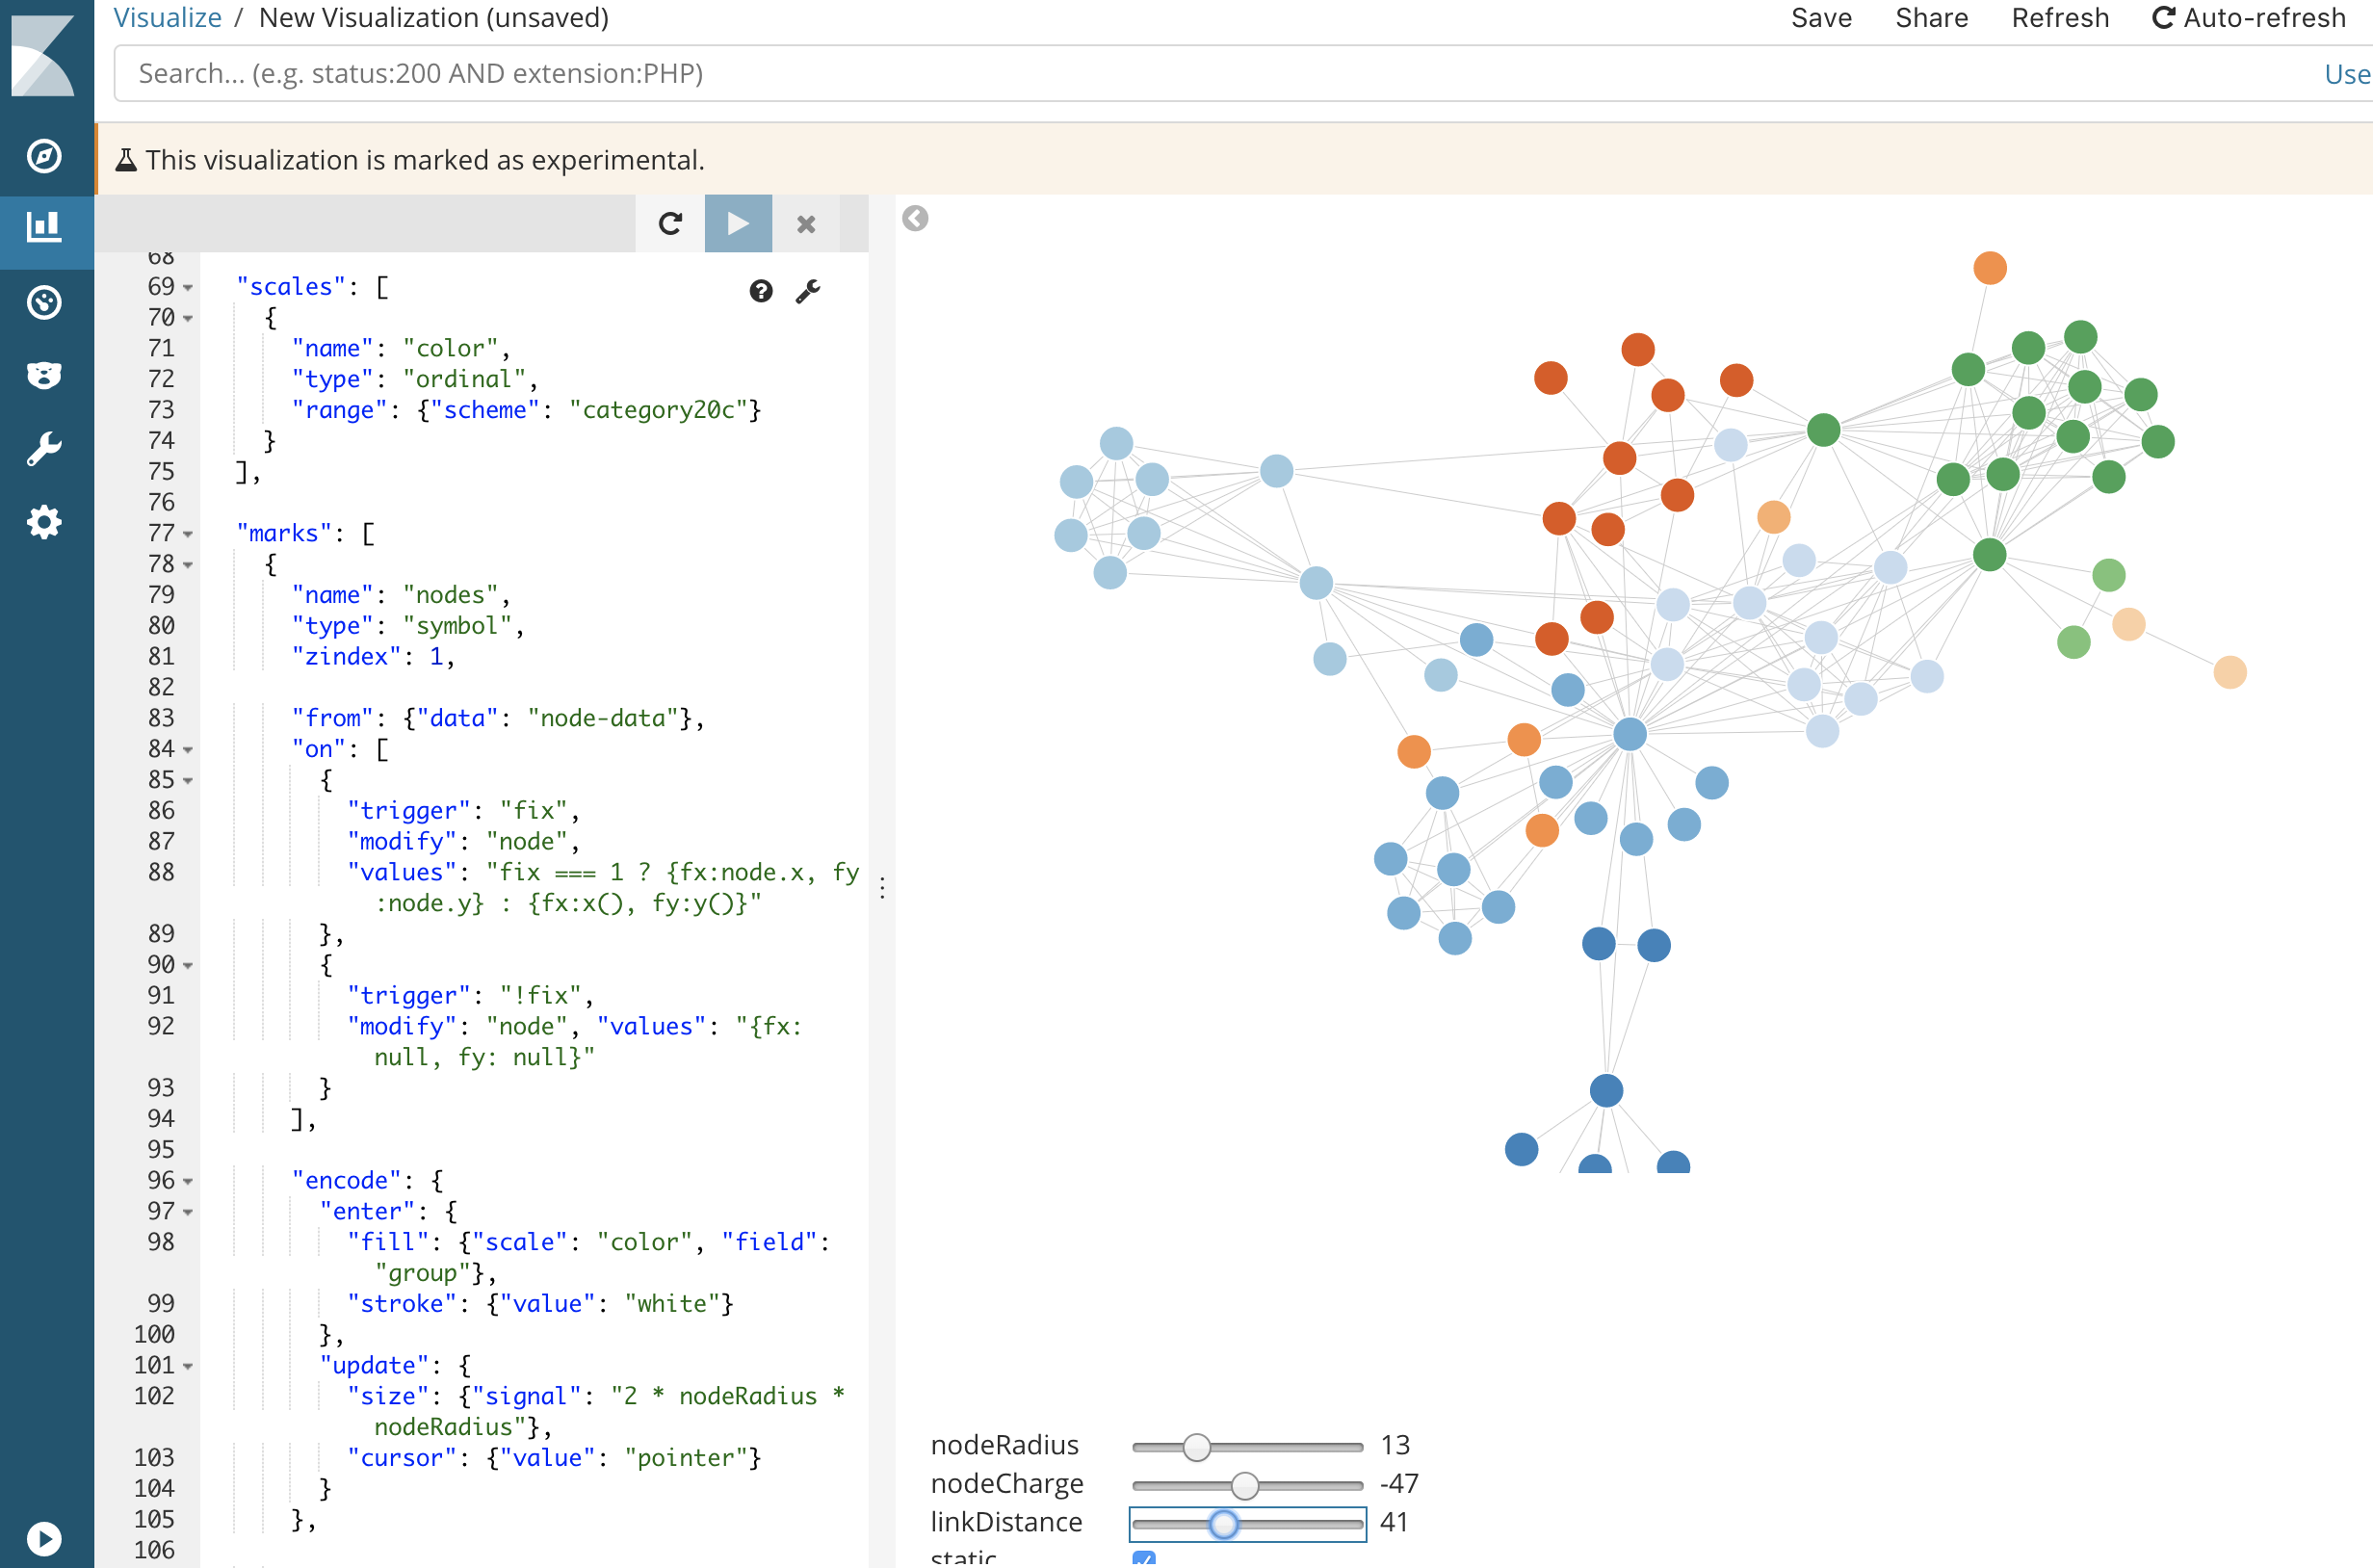 Visualize / New Visualization (unsaved)
Save Share Refresh Auto-refresh
Search... (e.g. status:200 AND extension:PHP)
Use
This visualization is marked as experimental.
68
69 "scales": [
70 {
71 "name": "color",
72 "type": "ordinal",
73 "range": {"scheme": "category20c"}
74 }
75 ],
76
77 "marks": [
78 {
79 "name": "nodes",
80 "type": "symbol",
81 "zindex": 1,
82
83 "from": {"data": "node-data"},
84 "on": [
85 {
86 "trigger": "fix",
87 "modify": "node",
88 "values": "fix === 1 ? {fx:node.x, fy
:node.y} : {fx:x(), fy:y()}"
89 },
90 {
91 "trigger": "!fix",
92 "modify": "node", "values": "{fx:
null, fy: null}"
93 }
94 ],
95
96 "encode": {
97 "enter": {
98 "fill": {"scale": "color", "field":
"group"},
99 "stroke": {"value": "white"}
100 },
101 "update": {
102 "size": {"signal": "2 * nodeRadius *
nodeRadius"},
103 "cursor": {"value": "pointer"}
104 }
105 },
106
nodeRadius 13
nodeCharge -47
linkDistance 41
static